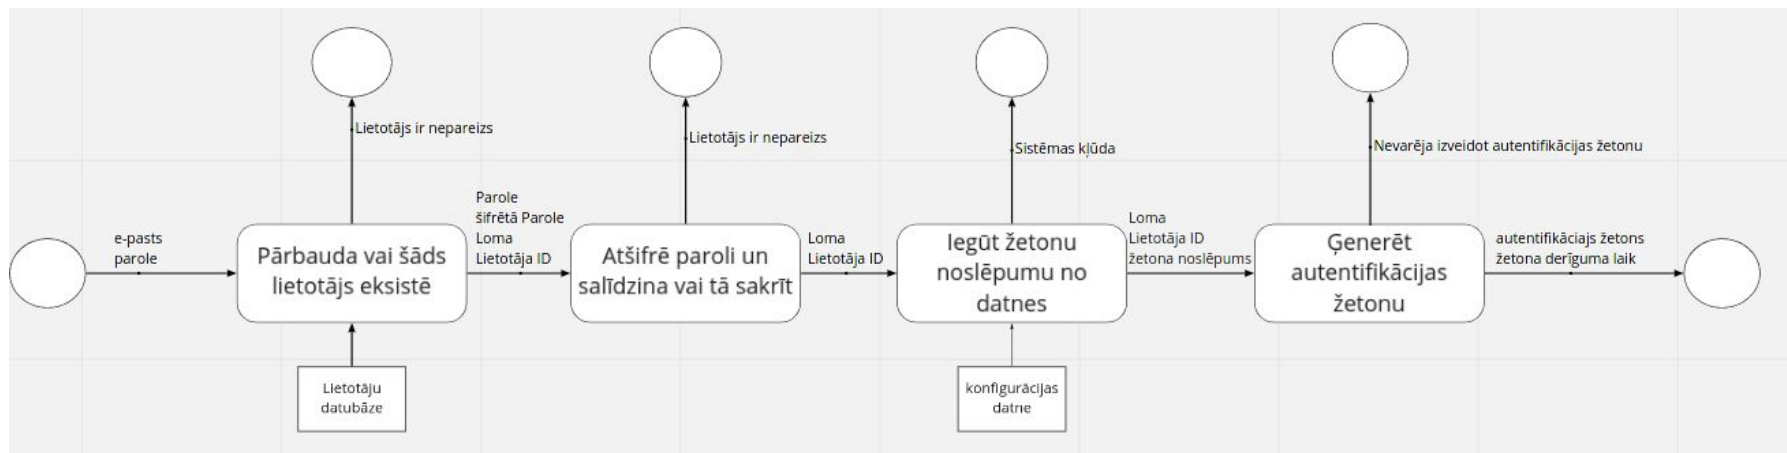 Lietotājs ir nepareizs
Lietotājs ir nepareizs
Sistēmas kļūda
Nevarēja izveidot autentifikācijas žetonu
e-pasts
parole
Pārbauda vai šāds
lietotājs eksistē
Parole
šifrētā Parole
Loma
Lietotāja ID
Atšifrē paroli un
salīdzina vai tā sakrīt
Loma
Lietotāja ID
Iegūt žetonu
noslēpumu no
datnes
Loma
Lietotāja ID
žetona noslēpums
Ģenerēt
autentifikācijas
žetonu
autentifikāciajs žetons
žetona derīguma laik
Lietotāju
datubāze
konfigurācijas
datne